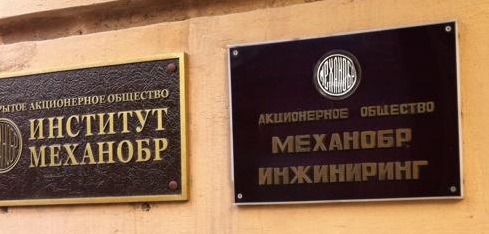 АКЦИОНЕРНОЕ ОБЩЕСТВО
ИНСТИТУТ
МЕХАНОБР
МЕХАНОБР
АКЦИОНЕРНОЕ ОБЩЕСТВО
МЕХАНОБР
ИНЖИНИРИНГ